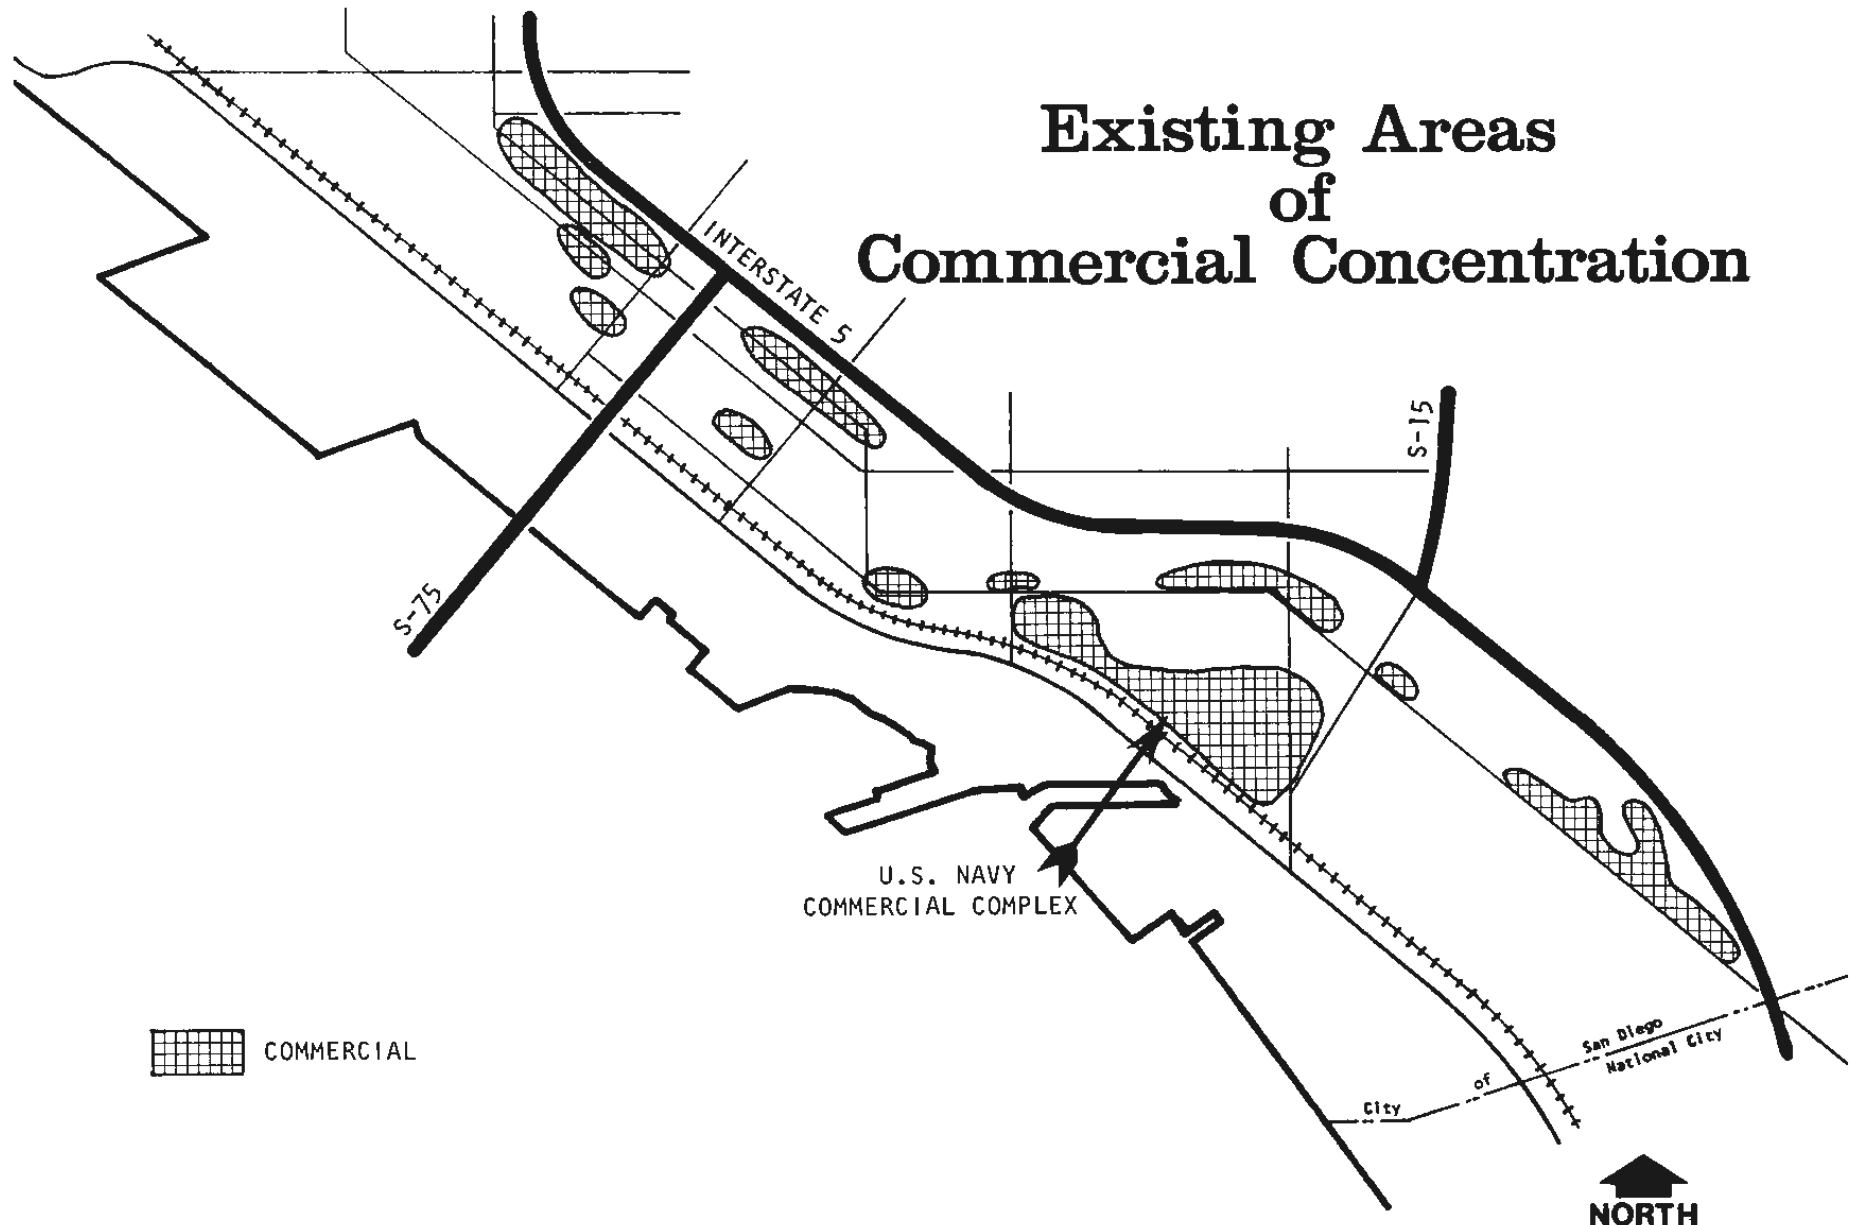 Existing Areas
of
Commercial Concentration
INTERSTATE 5
S-15
S-75
U.S. NAVY
COMMERCIAL COMPLEX
COMMERCIAL
San Diego
City of
National City
NORTH